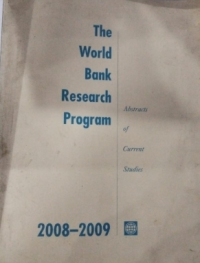 The
World
Bank
Research
Program
Abstracts
of
Current
Studies
2008–2009